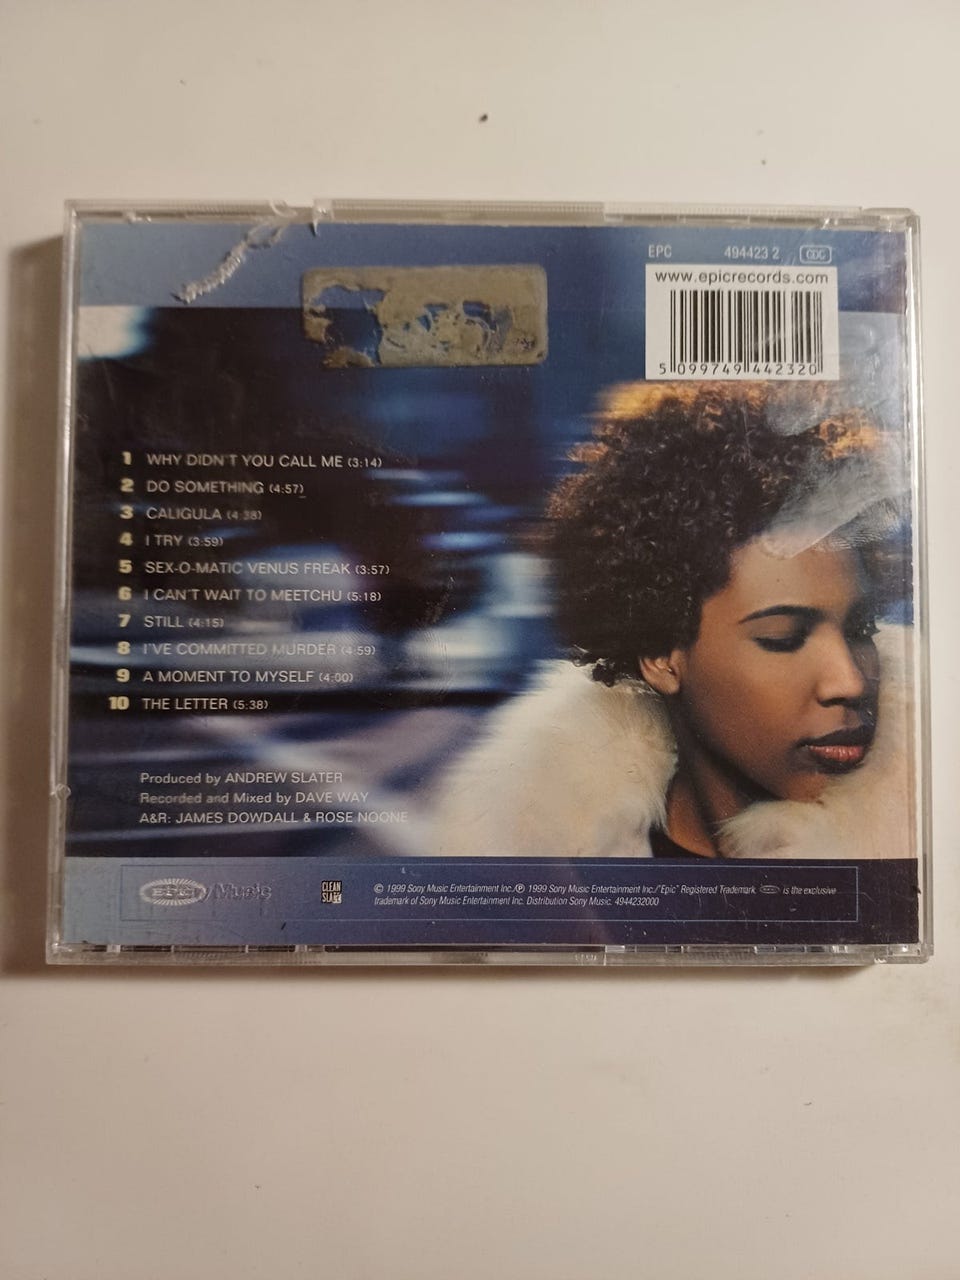 EPC 494423 2 CDC
www.epicrecords.com
5 099749 442320
1 WHY DIDN'T YOU CALL ME (3:14)
2 DO SOMETHING (4:57)
3 CALIGULA (4:38)
4 I TRY (3:59)
5 SEX-O-MATIC VENUS FREAK (3:57)
6 I CAN'T WAIT TO MEETCHU (5:18)
7 STILL (4:15)
8 I'VE COMMITTED MURDER (4:59)
9 A MOMENT TO MYSELF (4:00)
10 THE LETTER (5:38)
Produced by ANDREW SLATER
Recorded and Mixed by DAVE WAY
A&R: JAMES DOWDALL & ROSE NOONE
epic Sony Music
CLEAN
SLATE
© 1999 Sony Music Entertainment Inc./℗ 1999 Sony Music Entertainment Inc./"Epic" Registered Trademark epic is the exclusive
trademark of Sony Music Entertainment Inc. Distribution Sony Music. 4944232000